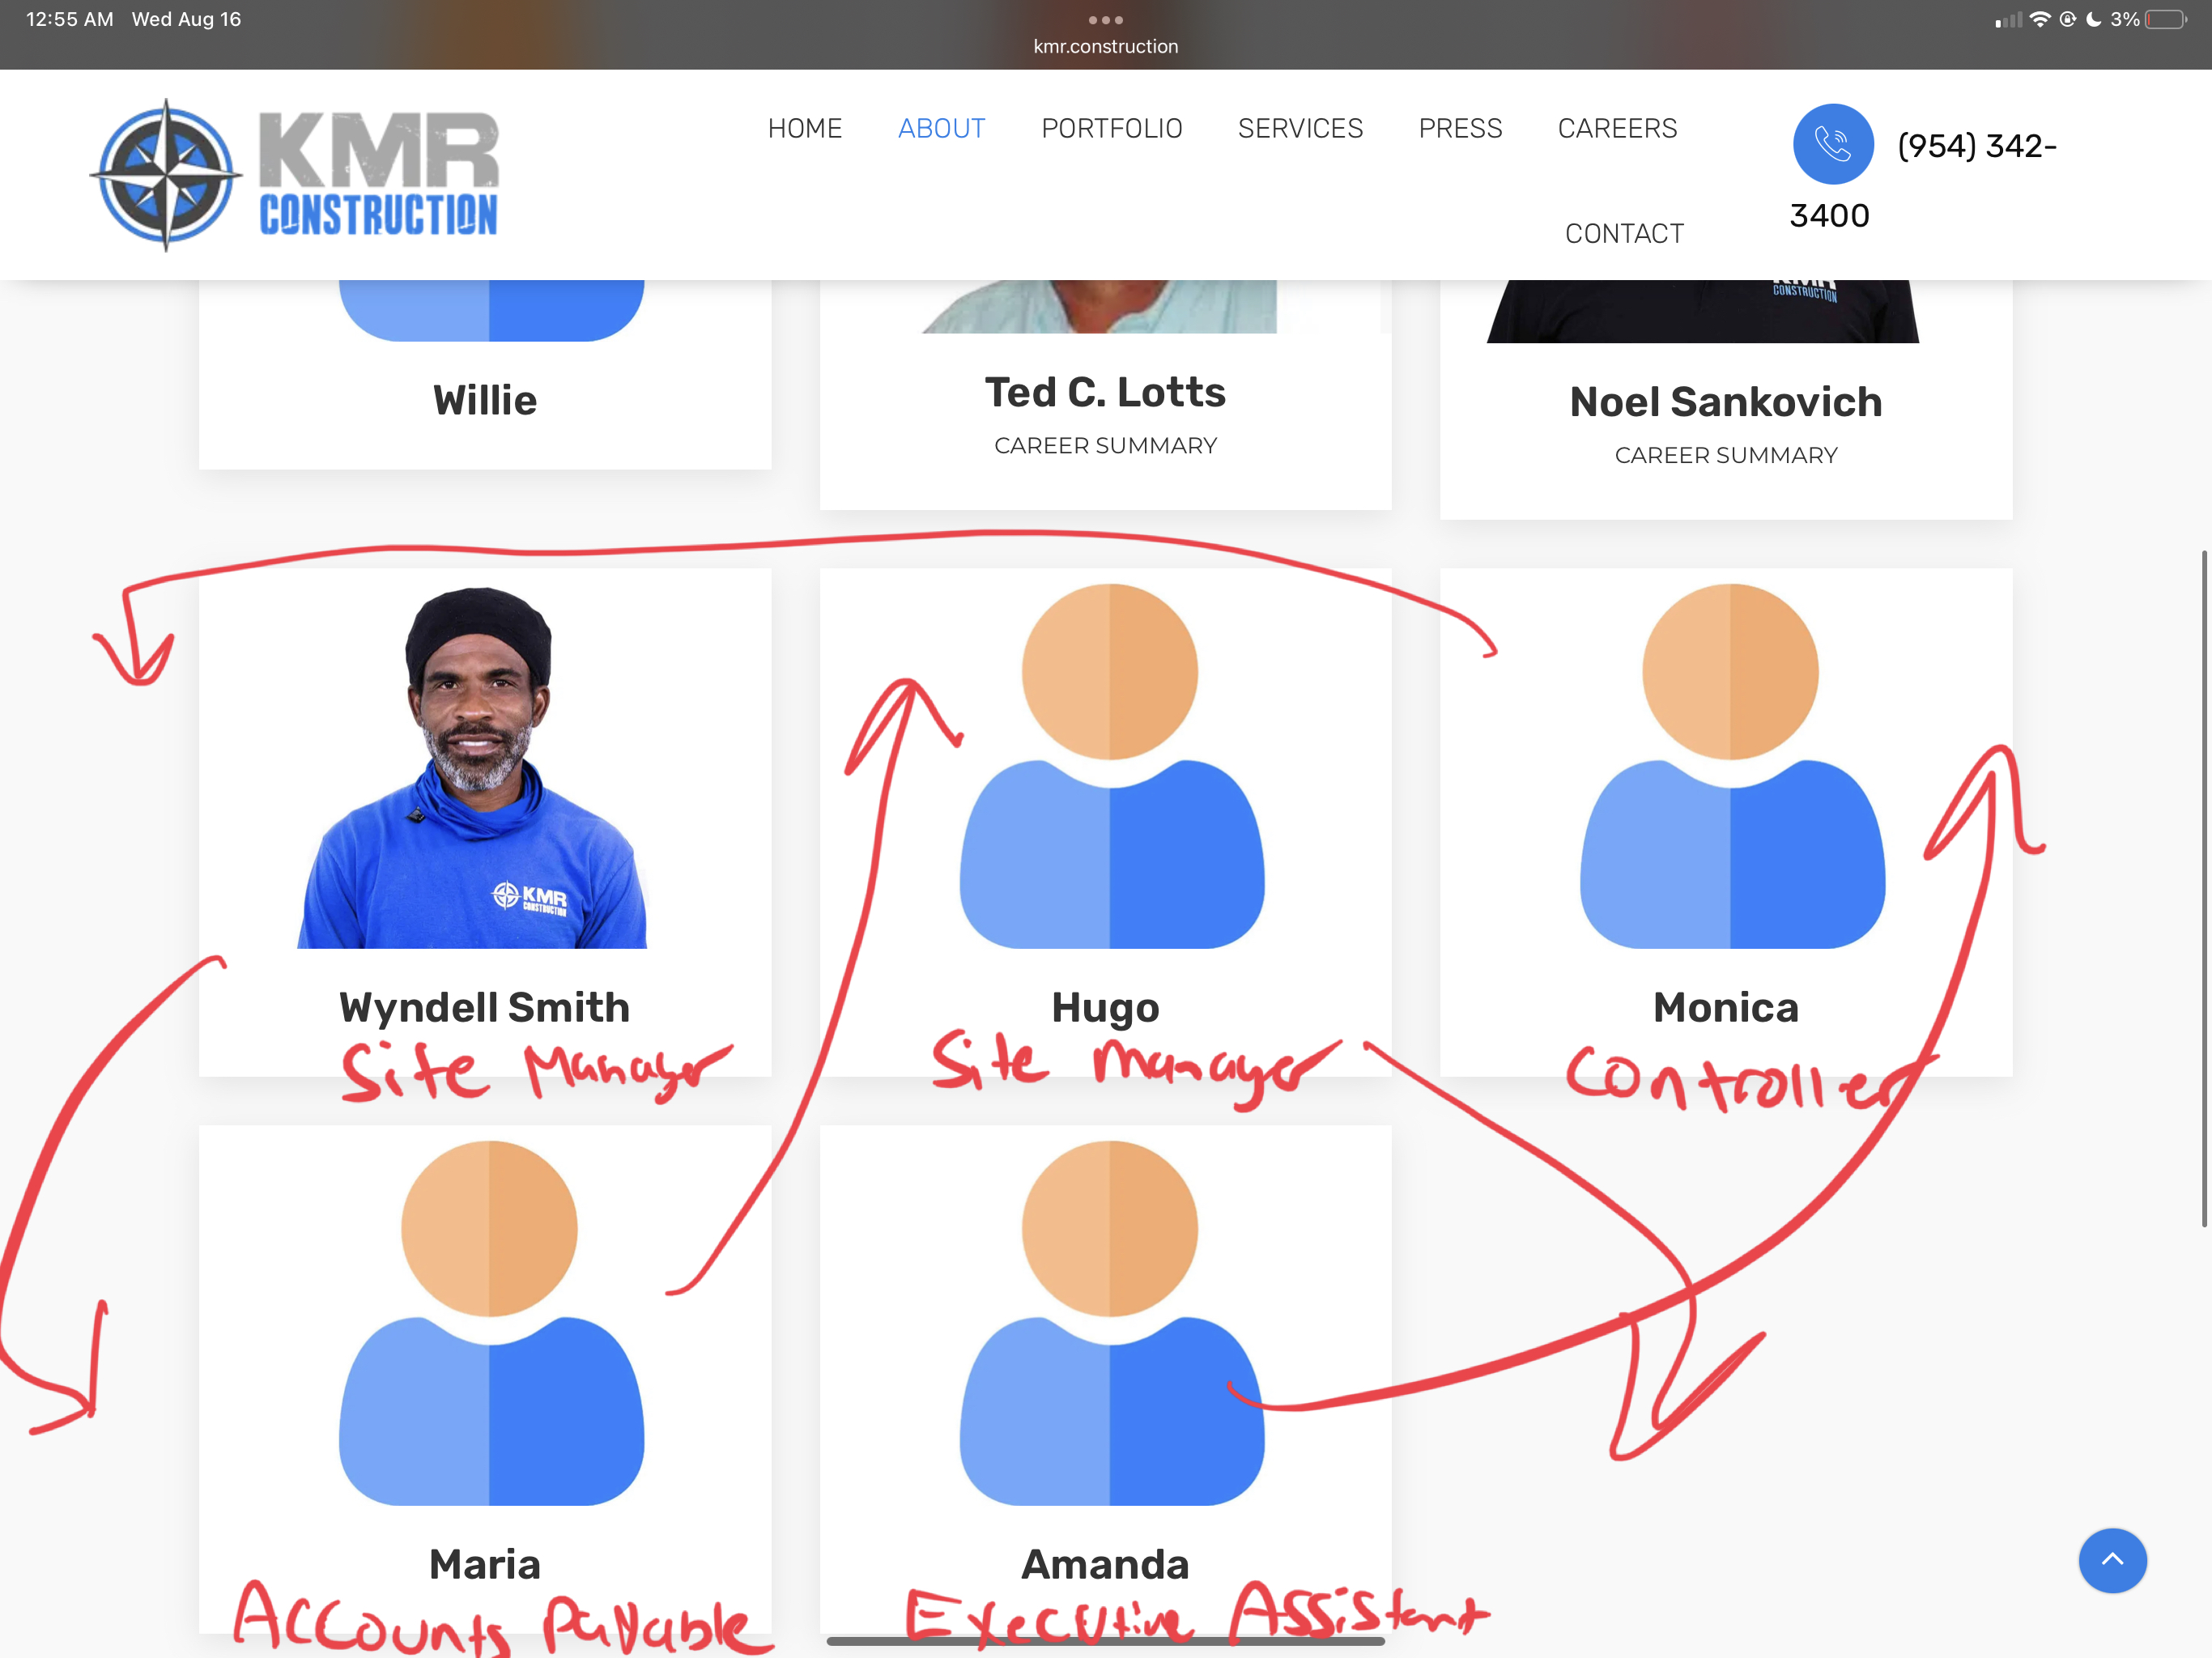 12:55 AM Wed Aug 16
3%
kmr.construction
KMR
CONSTRUCTION
HOME ABOUT PORTFOLIO SERVICES PRESS CAREERS
CONTACT
(954) 342-
3400
KMR
CONSTRUCTION
Willie
Ted C. Lotts
CAREER SUMMARY
Noel Sankovich
CAREER SUMMARY
KMR
CONSTRUCTION
Wyndell Smith
Site Manager
Hugo
Site manager
Monica
Controller
Maria
Accounts Payable
Amanda
Executive Assistant